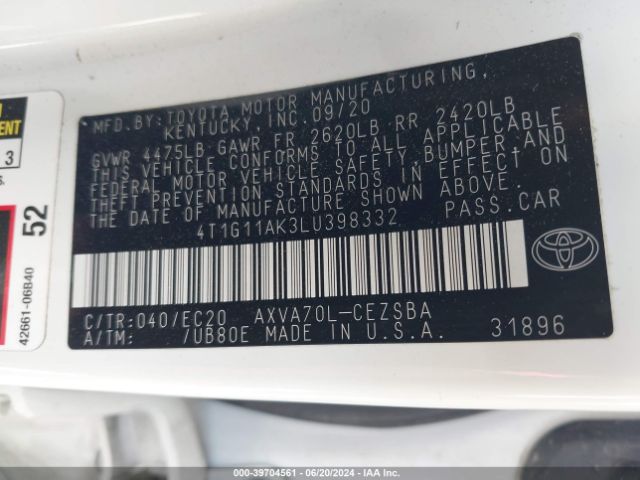 MFD.BY:TOYOTA MOTOR MANUFACTURING,
KENTUCKY,INC.09/20
GVWR 4475LB GAWR FR 2620LB RR 2420LB
THIS VEHICLE CONFORMS TO ALL APPLICABLE
FEDERAL MOTOR VEHICLE SAFETY,BUMPER,AND
THEFT PREVENTION STANDARDS IN EFFECT ON
THE DATE OF MANUFACTURE SHOWN ABOVE.
4T1G11AK3LU398332 PASS.CAR
C/TR:040/EC20 AXVA70L-CEZSBA
A/TM: /UB80E MADE IN U.S.A. 31896
TOYOTA
3
52
42661-06B40
© 39704561 - 06/20/2024 - IAA, Inc.